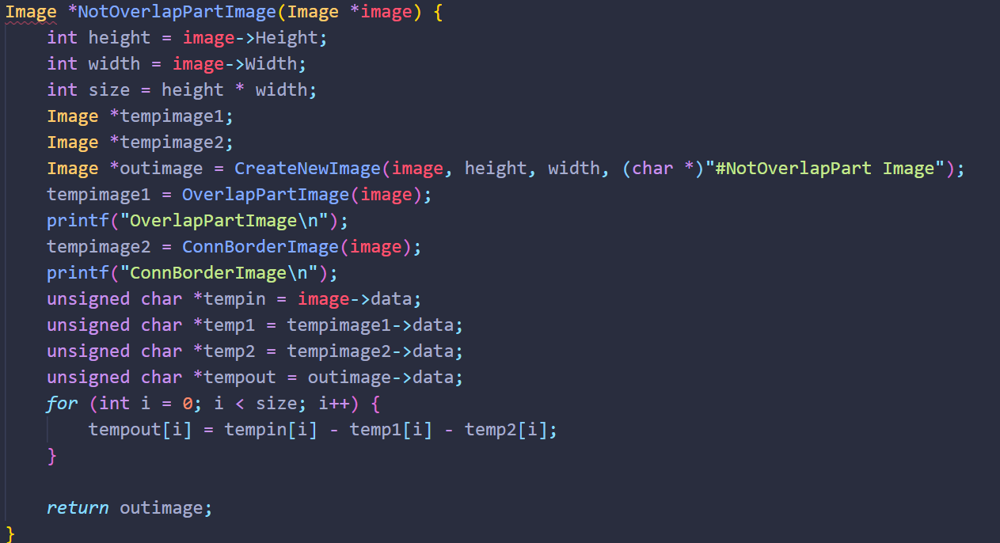 Image *NotOverlapPartImage(Image *image) {
    int height = image->Height;
    int width = image->Width;
    int size = height * width;
    Image *tempimage1;
    Image *tempimage2;
    Image *outimage = CreateNewImage(image, height, width, (char *)"#NotOverlapPart Image");
    tempimage1 = OverlapPartImage(image);
    printf("OverlapPartImage\n");
    tempimage2 = ConnBorderImage(image);
    printf("ConnBorderImage\n");
    unsigned char *tempin = image->data;
    unsigned char *temp1 = tempimage1->data;
    unsigned char *temp2 = tempimage2->data;
    unsigned char *tempout = outimage->data;
    for (int i = 0; i < size; i++) {
        tempout[i] = tempin[i] - temp1[i] - temp2[i];
    }

    return outimage;
}